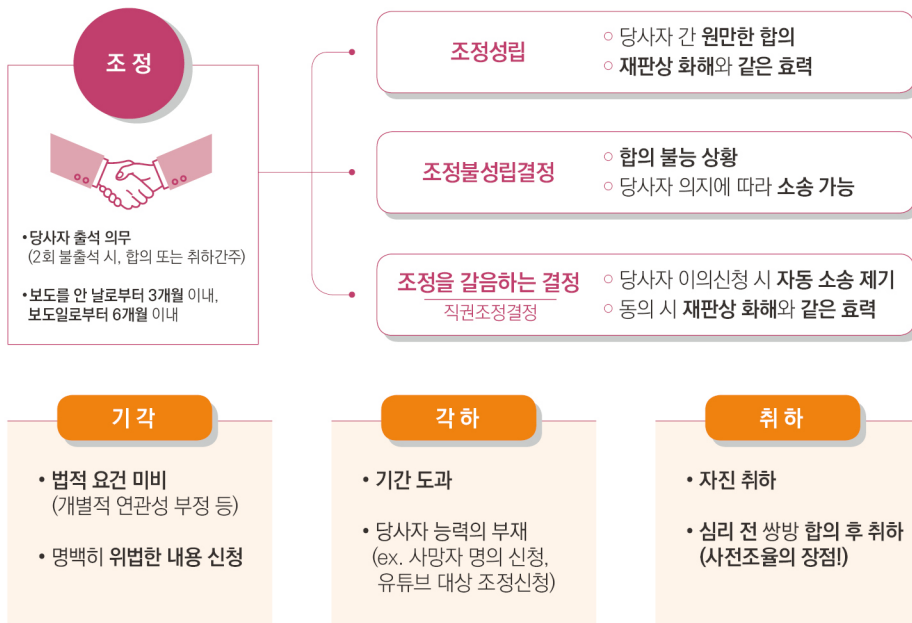 조정
• 당사자 출석 의무
(2회 불출석 시, 합의 또는 취하간주)
• 보도를 안 날로부터 3개월 이내,
보도일로부터 6개월 이내
조정성립
○ 당사자 간 원만한 합의
○ 재판상 화해와 같은 효력
조정불성립결정
○ 합의 불능 상황
○ 당사자 의지에 따라 소송 가능
조정을 갈음하는 결정
직권조정결정
○ 당사자 이의신청 시 자동 소송 제기
○ 동의 시 재판상 화해와 같은 효력
기각
• 법적 요건 미비
(개별적 연관성 부정 등)
• 명백히 위법한 내용 신청
각하
• 기간 도과
• 당사자 능력의 부재
(ex. 사망자 명의 신청,
유튜브 대상 조정신청)
취하
• 자진 취하
• 심리 전 쌍방 합의 후 취하
(사전조율의 장점!)